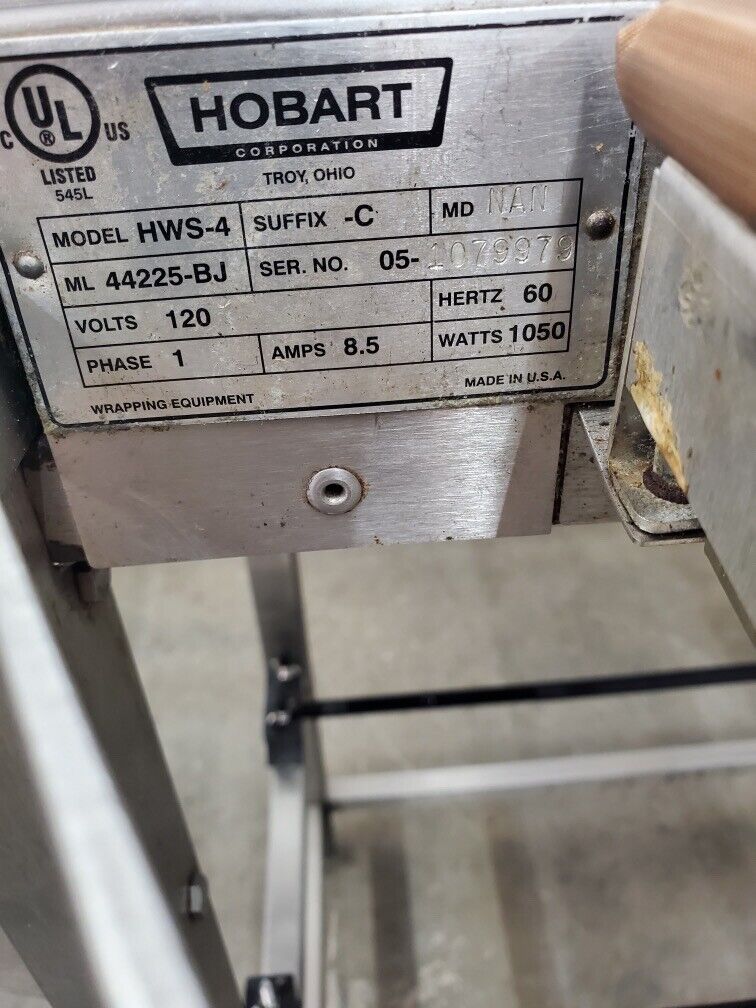 C UL® US
LISTED
545L
HOBART
CORPORATION
TROY, OHIO
MODEL HWS-4 SUFFIX -C MD NAN
ML 44225-BJ SER. NO. 05-1079979
VOLTS 120 HERTZ 60
PHASE 1 AMPS 8.5 WATTS 1050
WRAPPING EQUIPMENT MADE IN U.S.A.